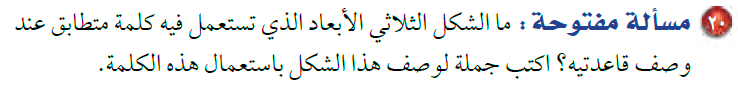 ٢٠ مسألة مفتوحة : ما الشكل الثلاثي الأبعاد الذي تستعمل فيه كلمة متطابق عند
وصف قاعدتيه؟ اكتب جملة لوصف هذا الشكل باستعمال هذه الكلمة.